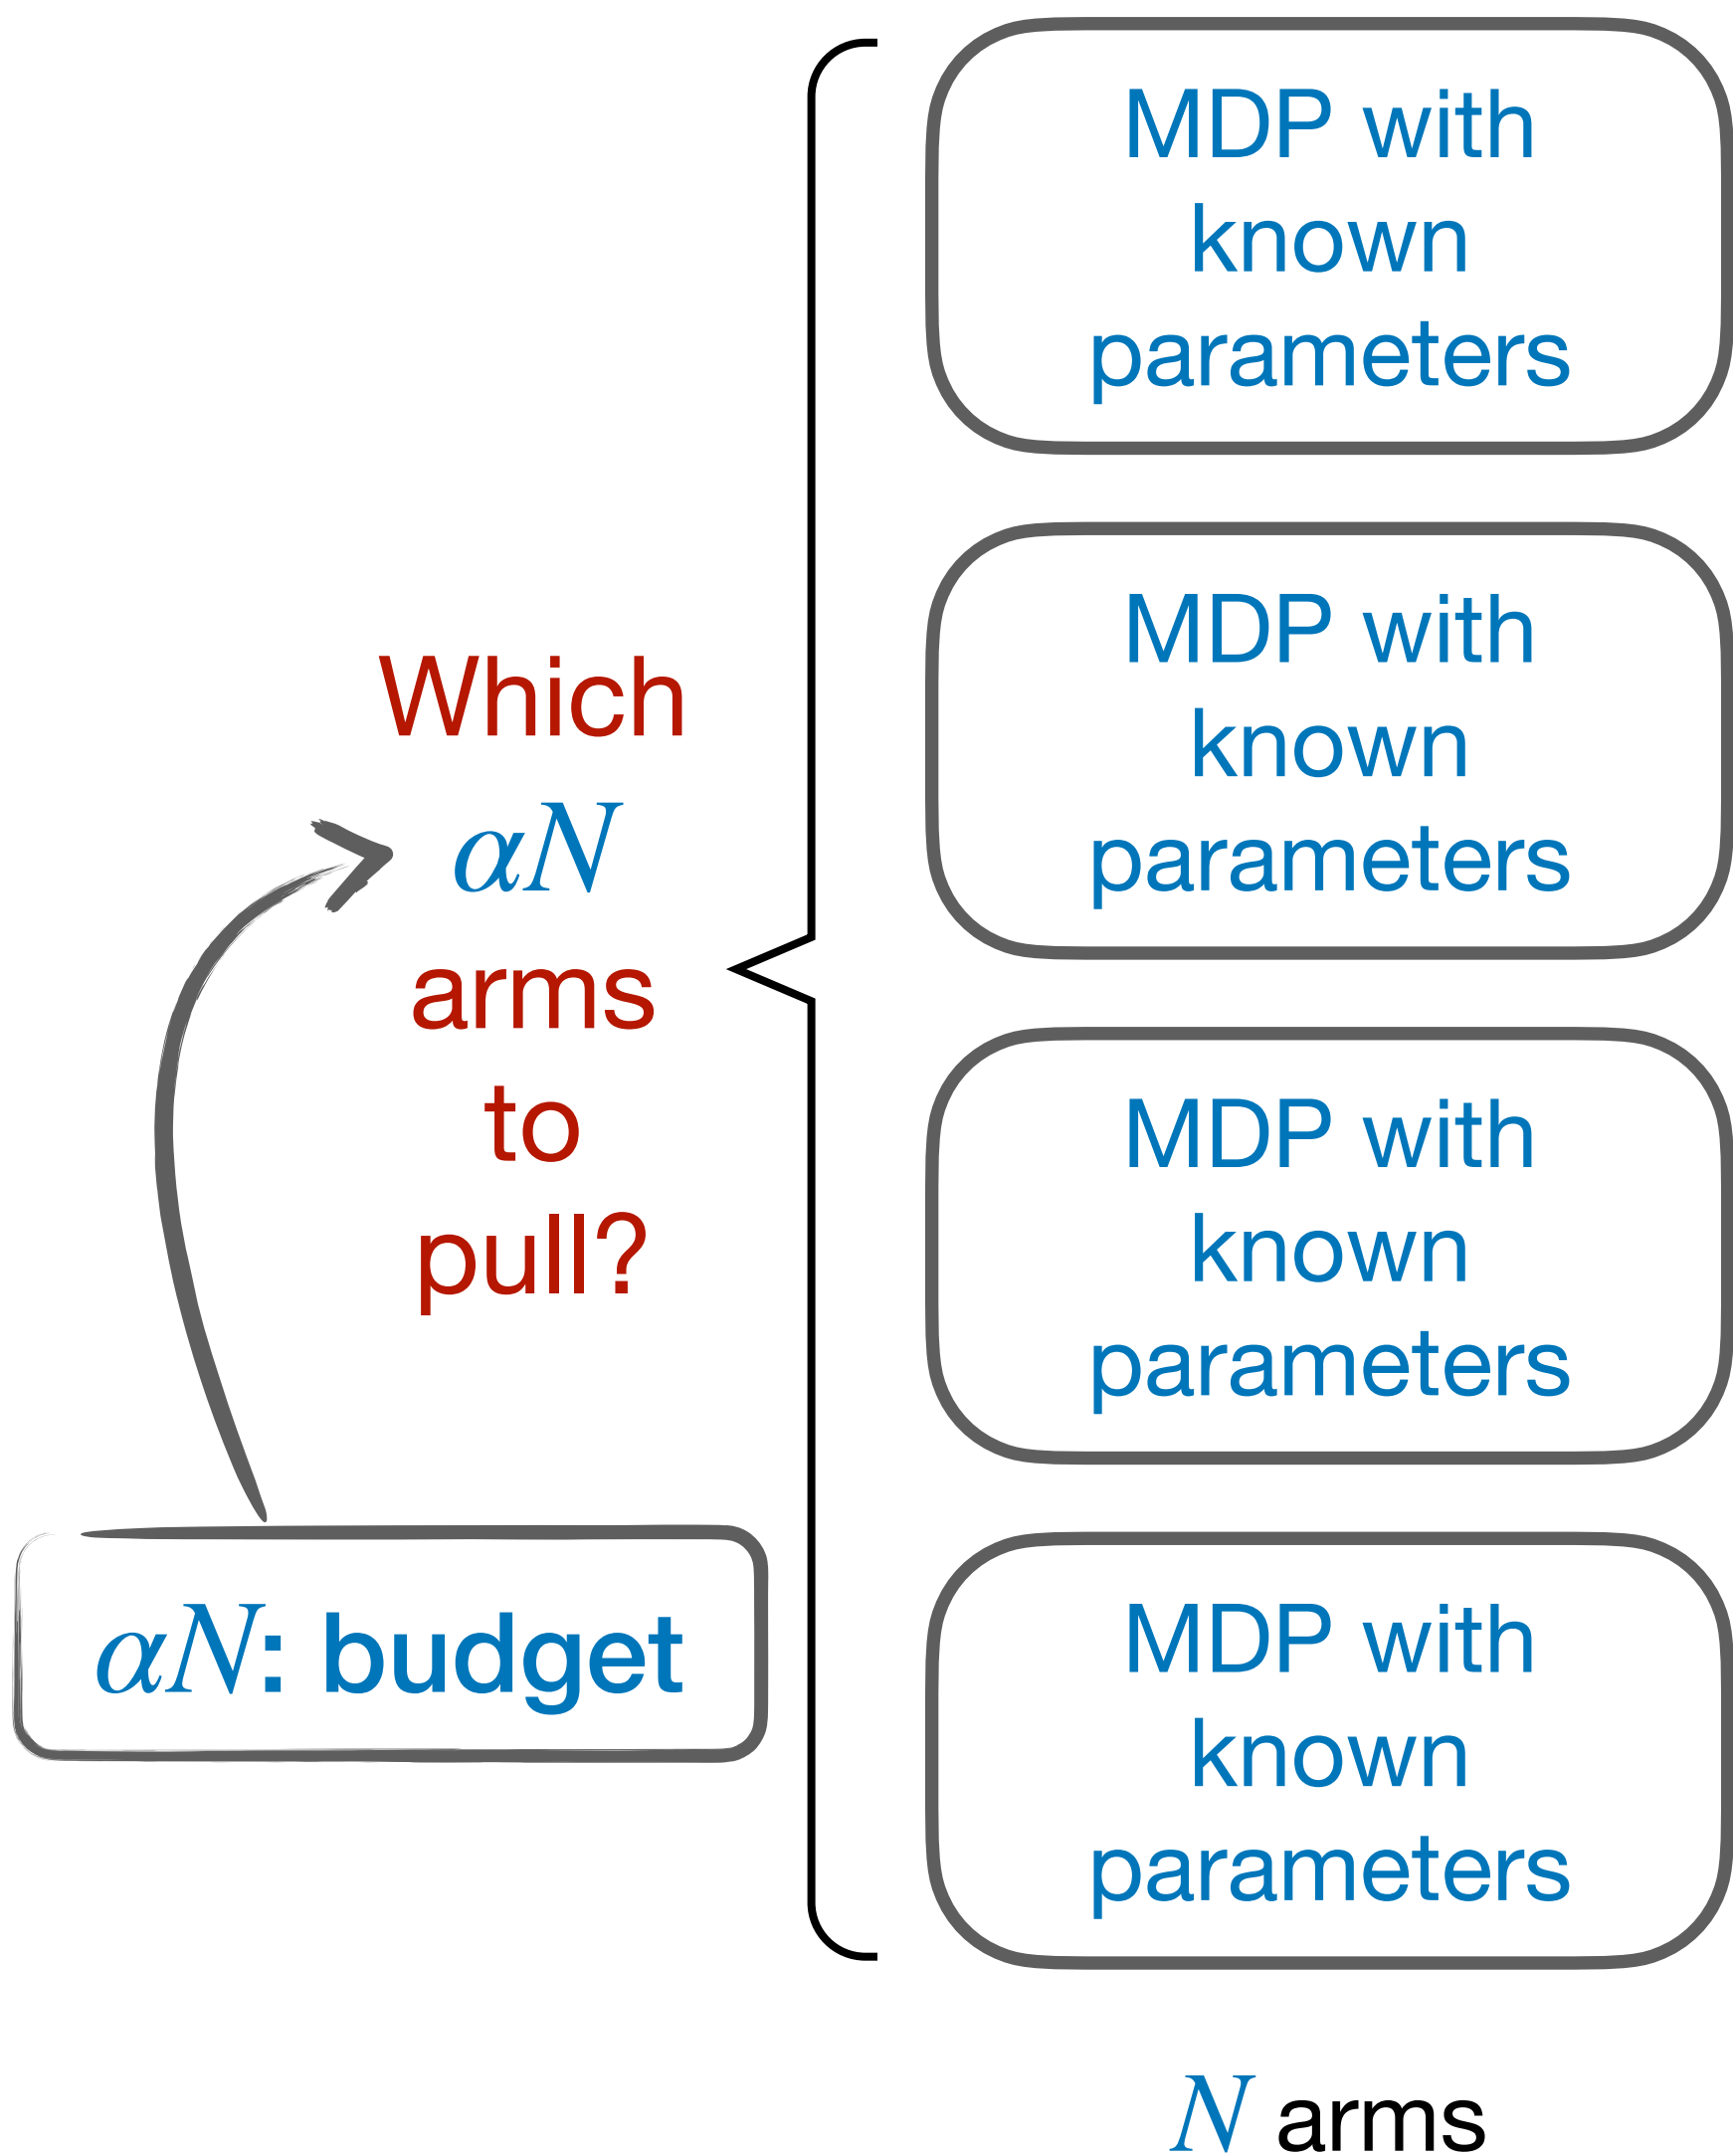 Which
αN
arms
to
pull?
αN: budget
MDP with
known
parameters
MDP with
known
parameters
MDP with
known
parameters
MDP with
known
parameters
N arms